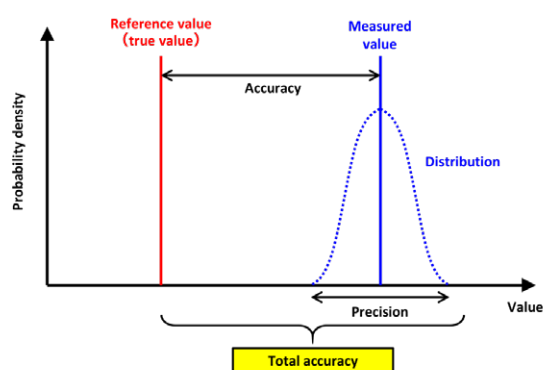 Reference value
（true value）
Measured
value
Accuracy
Probability density
Distribution
Precision
Value
Total accuracy